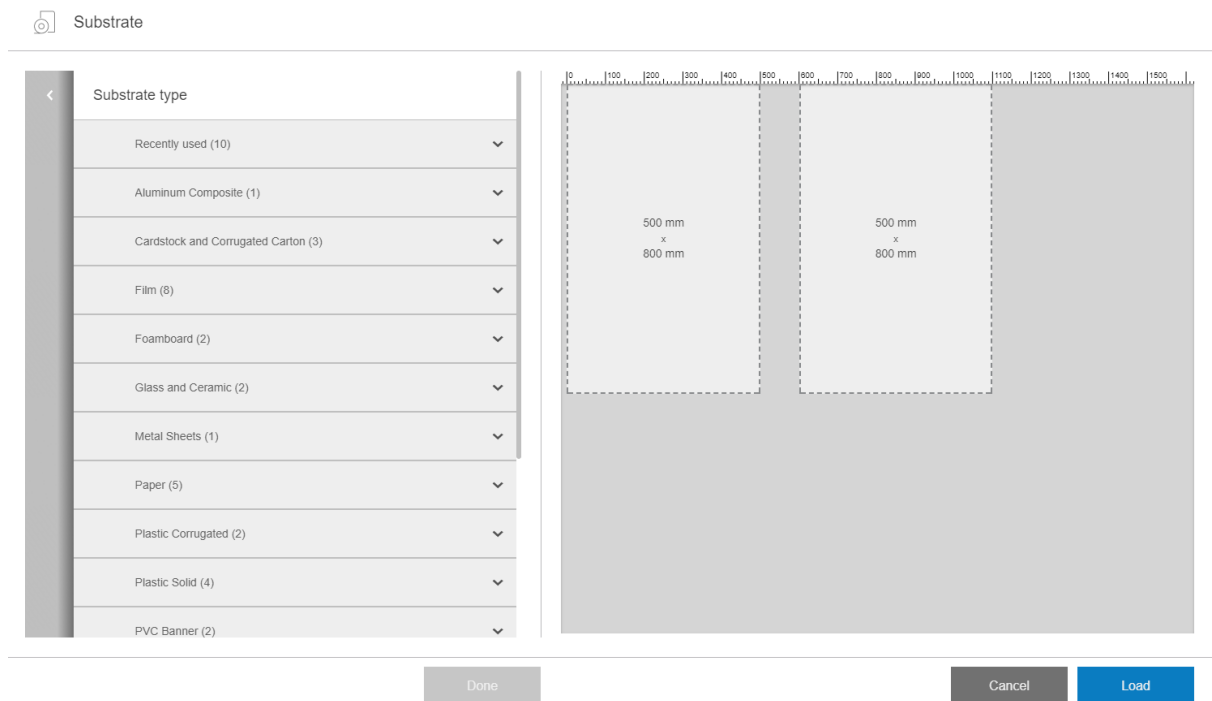 Substrate
Substrate type
Recently used (10)
Aluminum Composite (1)
Cardstock and Corrugated Carton (3)
Film (8)
Foamboard (2)
Glass and Ceramic (2)
Metal Sheets (1)
Paper (5)
Plastic Corrugated (2)
Plastic Solid (4)
PVC Banner (2)
0 100 200 300 400 500 600 700 800 900 1000 1100 1200 1300 1400 1500
500 mm
x
800 mm
500 mm
x
800 mm
Done
Cancel
Load